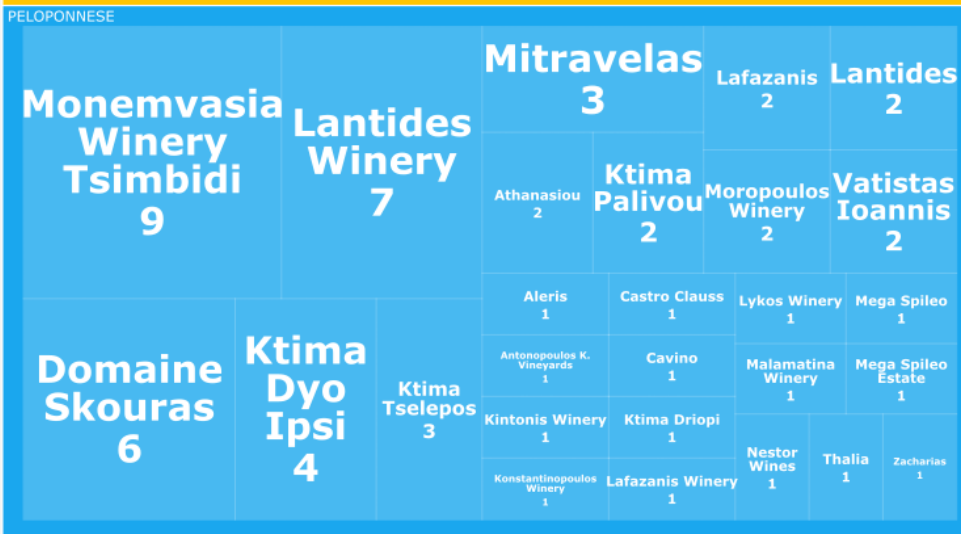 PELOPONNESE
Monemvasia
Winery
Tsimbidi
9
Lantides
Winery
7
Mitravelas
3
Lafazanis
2
Lantides
2
Athanasiou
2
Ktima
Palivou
2
Moropoulos
Winery
2
Vatistas
Ioannis
2
Domaine
Skouras
6
Ktima
Dyo
Ipsi
4
Ktima
Tselepos
3
Aleris
1
Castro Clauss
1
Lykos Winery
1
Mega Spileo
1
Antonopoulos K.
Vineyards
1
Cavino
1
Malamatina
Winery
1
Mega Spileo
Estate
1
Kintonis Winery
1
Ktima Driopi
1
Konstantinopoulos
Winery
1
Lafazanis Winery
1
Nestor
Wines
1
Thalia
1
Zacharias
1